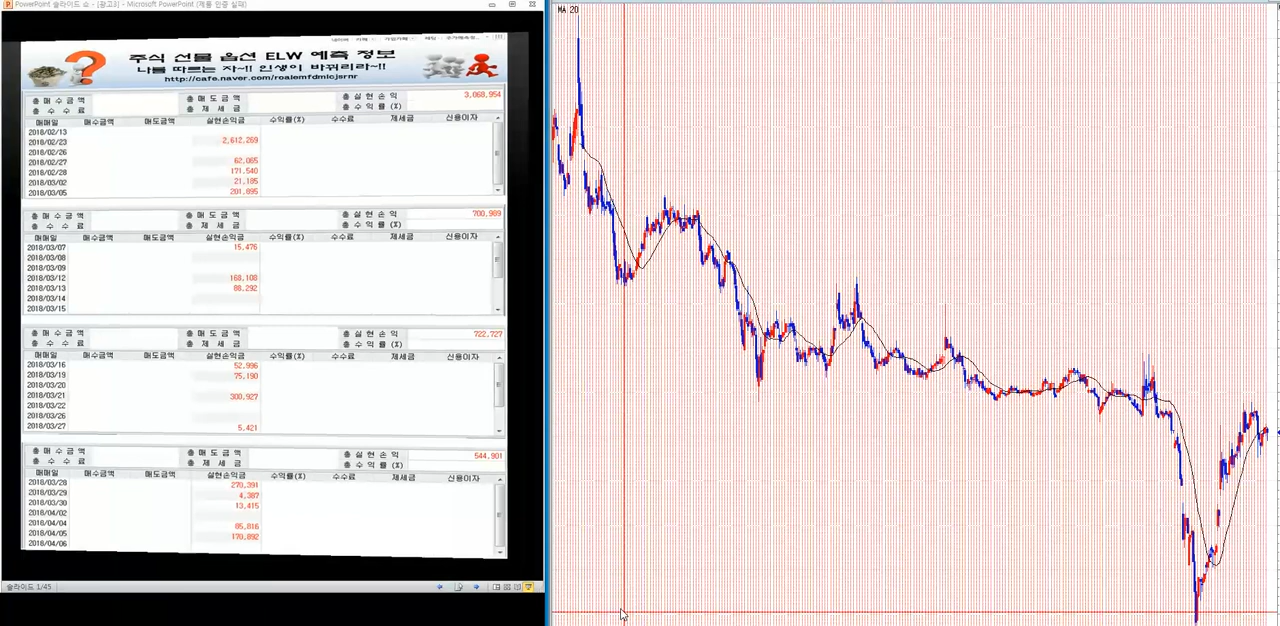 PowerPoint 슬라이드 쇼 - [광고3] - Microsoft PowerPoint (제품 인증 실패)
MA 20
주식 선물 옵션 ELW 예측 정보
나를 따르는 자~!! 인생이 바뀌리라~!!
http://cafe.naver.com/roalemfdmlcjsrnr
총 매 수 금 액 총 매 도 금 액 총 실 현 손 익 3,068,954
총 수 수 료 총 제 세 금 총 수 익 률 (%)
매매일 매수금액 매도금액 실현손익금 수익률(%) 수수료 제세금 신용이자
2018/02/13
2018/02/23 2,612,269
2018/02/26
2018/02/27 62,065
2018/02/28 171,540
2018/03/02 21,185
2018/03/05 201,895
총 매 수 금 액 총 매 도 금 액 총 실 현 손 익 700,989
총 수 수 료 총 제 세 금 총 수 익 률 (%)
매매일 매수금액 매도금액 실현손익금 수익률(%) 수수료 제세금 신용이자
2018/03/07 15,476
2018/03/08
2018/03/09
2018/03/12 168,108
2018/03/13 88,292
2018/03/14
2018/03/15
총 매 수 금 액 총 매 도 금 액 총 실 현 손 익 722,727
총 수 수 료 총 제 세 금 총 수 익 률 (%)
매매일 매수금액 매도금액 실현손익금 수익률(%) 수수료 제세금 신용이자
2018/03/16 52,996
2018/03/19 75,190
2018/03/20
2018/03/21 300,927
2018/03/22
2018/03/26
2018/03/27 5,421
총 매 수 금 액 총 매 도 금 액 총 실 현 손 익 544,901
총 수 수 료 총 제 세 금 총 수 익 률 (%)
매매일 매수금액 매도금액 실현손익금 수익률(%) 수수료 제세금 신용이자
2018/03/28 270,391
2018/03/29 4,387
2018/03/30 13,415
2018/04/02
2018/04/04 65,816
2018/04/05 170,892
2018/04/06
슬라이드 1/45